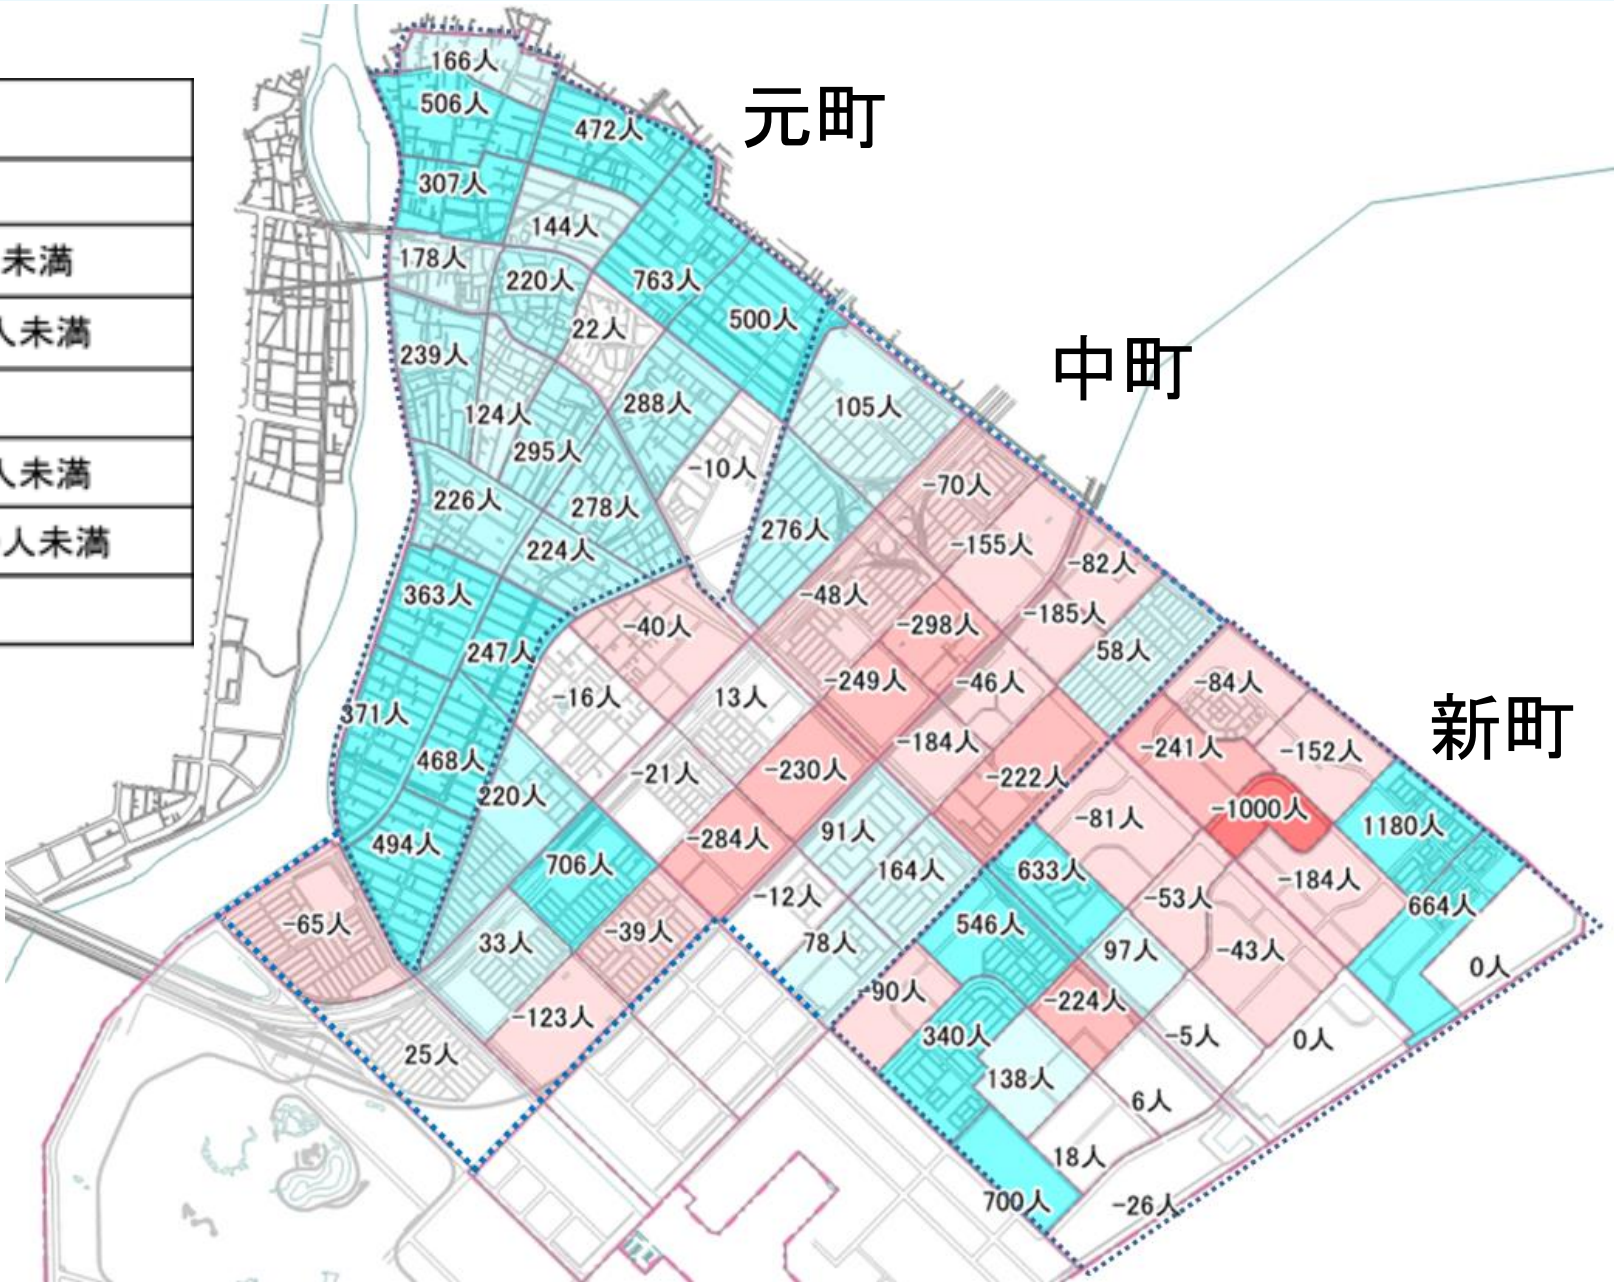 166人
元町
506人
472人
307人
144人
未満
178人
220人
763人
500人
22人
人未満
239人
中町
288人
105人
124人
295人
-10人
人未満
-70人
226人
278人
276人
人未満
224人
-155人
-82人
363人
-48人
-40人
-298人
-185人
247人
58人
-249人
-46人
-84人
-16人
13人
371人
新町
-184人
-241人
-152人
468人
-21人
-230人
-222人
220人
-1000人
-81人
1180人
91人
-284人
494人
706人
164人
633人
-184人
-12人
-53人
664人
-65人
-39人
546人
33人
78人
97人
-43人
0人
-90人
-224人
-123人
340人
-5人
0人
25人
138人
6人
18人
700人
-26人